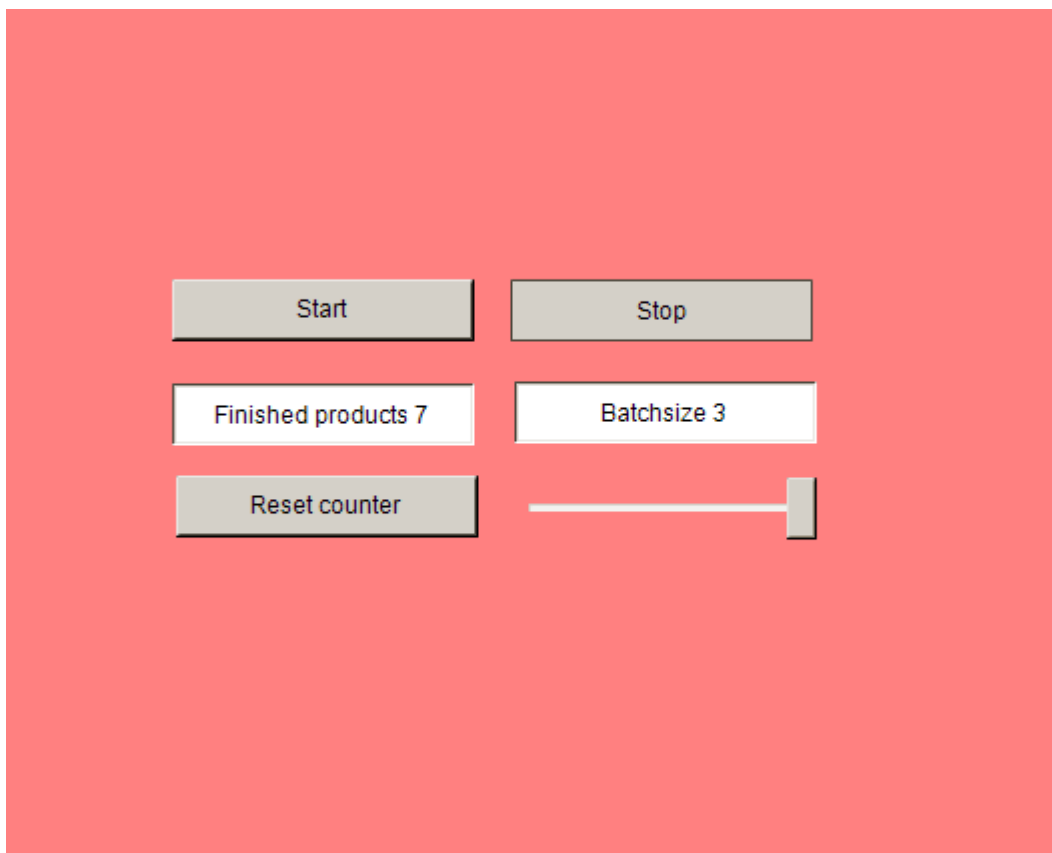 Start
Stop
Finished products 7
Batchsize 3
Reset counter